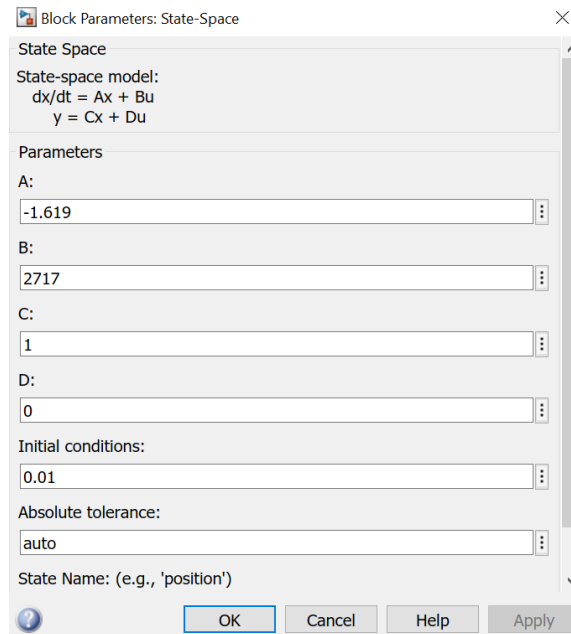 Block Parameters: State-Space
State Space
State-space model:
dx/dt = Ax + Bu
y = Cx + Du
Parameters
A:
-1.619
B:
2717
C:
1
D:
0
Initial conditions:
0.01
Absolute tolerance:
auto
State Name: (e.g., 'position')
OK Cancel Help Apply